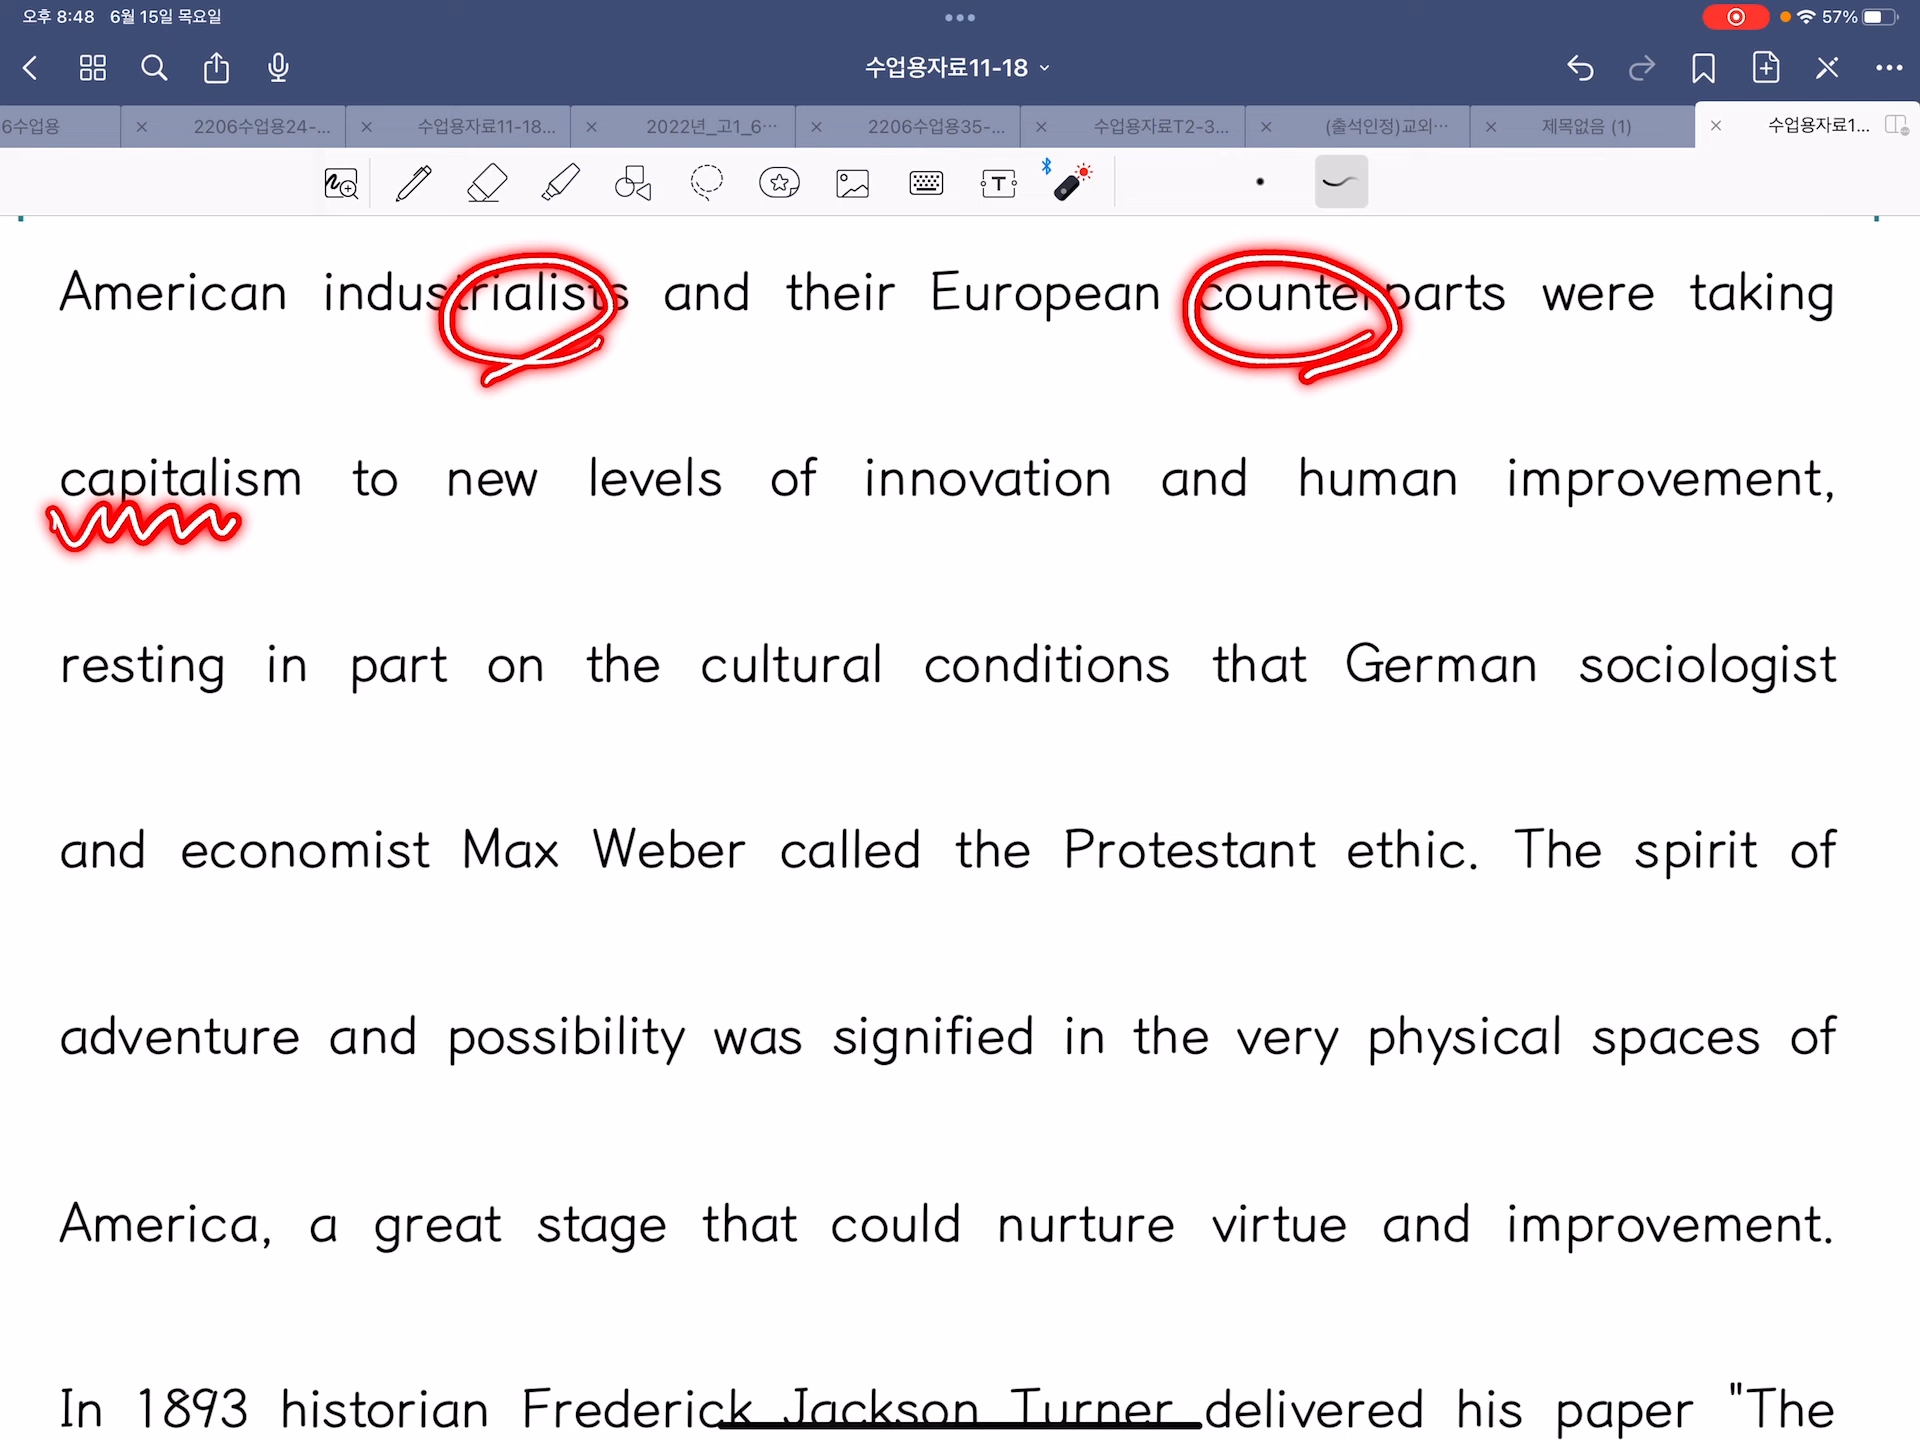 오후 8:48 6월 15일 목요일
57%
수업용자료11-18
6수업용
2206수업용24-...
수업용자료11-18...
2022년_고1_6...
2206수업용35-...
수업용자료T2-3...
(출석인정)교외...
제목없음 (1)
수업용자료1...
American industrialists and their European counterparts were taking
capitalism to new levels of innovation and human improvement,
resting in part on the cultural conditions that German sociologist
and economist Max Weber called the Protestant ethic. The spirit of
adventure and possibility was signified in the very physical spaces of
America, a great stage that could nurture virtue and improvement.
In 1893 historian Frederick Jackson Turner delivered his paper "The